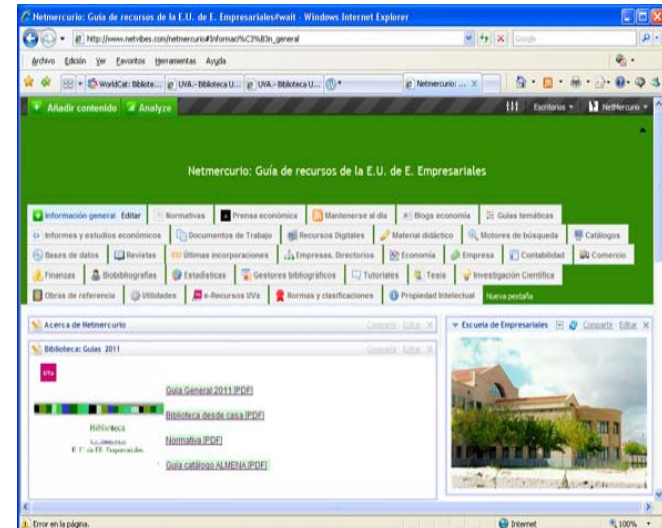 Netmercurio: Guía de recursos de la E.U. de E. Empresariales#wait - Windows Internet Explorer
http://www.netvibes.com/netmercurio#Informaci%C3%B3n_general
Google
Archivo Edición Ver Favoritos Herramientas Ayuda
WorldCat: Bibliote... UVA.- Biblioteca U... UVA.- Biblioteca U... Netmercurio: ...
Añadir contenido Analyze Escritorios NetMercurio
Netmercurio: Guía de recursos de la E.U. de E. Empresariales
Información general Editar Normativas Prensa económica Mantenerse al día Blogs economía Guías temáticas
Informes y estudios económicos Documentos de Trabajo Recursos Digitales Material didáctico Motores de búsqueda Catálogos
Bases de datos Revistas Últimas incorporaciones Empresas. Directorios Economía Empresa Contabilidad Comercio
Finanzas Biobibliografías Estadísticas Gestores bibliográficos Tutoriales Tesis Investigación Científica
Obras de referencia Utilidades e-Recursos UVa Normas y clasificaciones Propiedad Intelectual Nueva pestaña
Acerca de Netmercurio Compartir Editar X
Escuela de Empresariales Compartir Editar X
Biblioteca: Guías 2011 Compartir Editar X
UVa
Guía General 2011 [PDF]
Biblioteca desde casa [PDF]
Biblioteca
E. U. de EE. Empresariales
Normativa [PDF]
Guía catálogo ALMENA [PDF]
Error en la página. Internet 100%